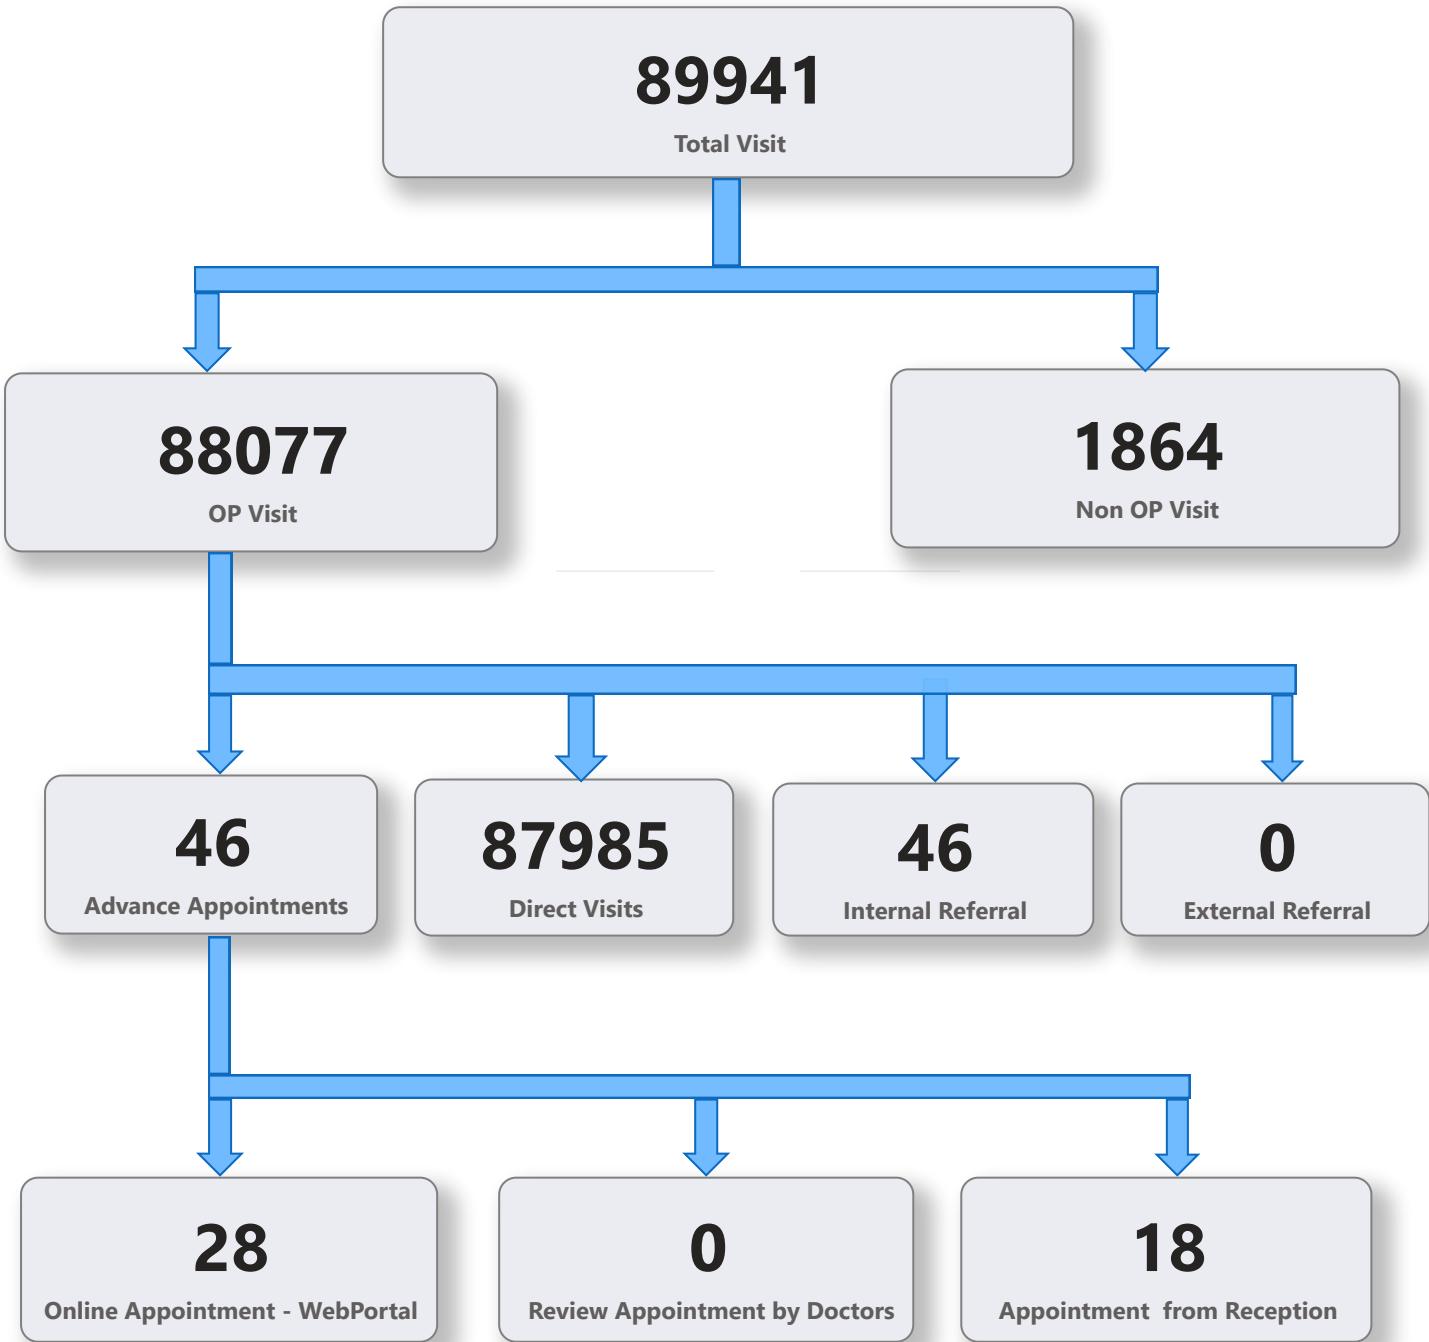 89941
Total Visit
88077
OP Visit
1864
Non OP Visit
46
Advance Appointments
87985
Direct Visits
46
Internal Referral
0
External Referral
28
Online Appointment - WebPortal
0
Review Appointment by Doctors
18
Appointment  from Reception